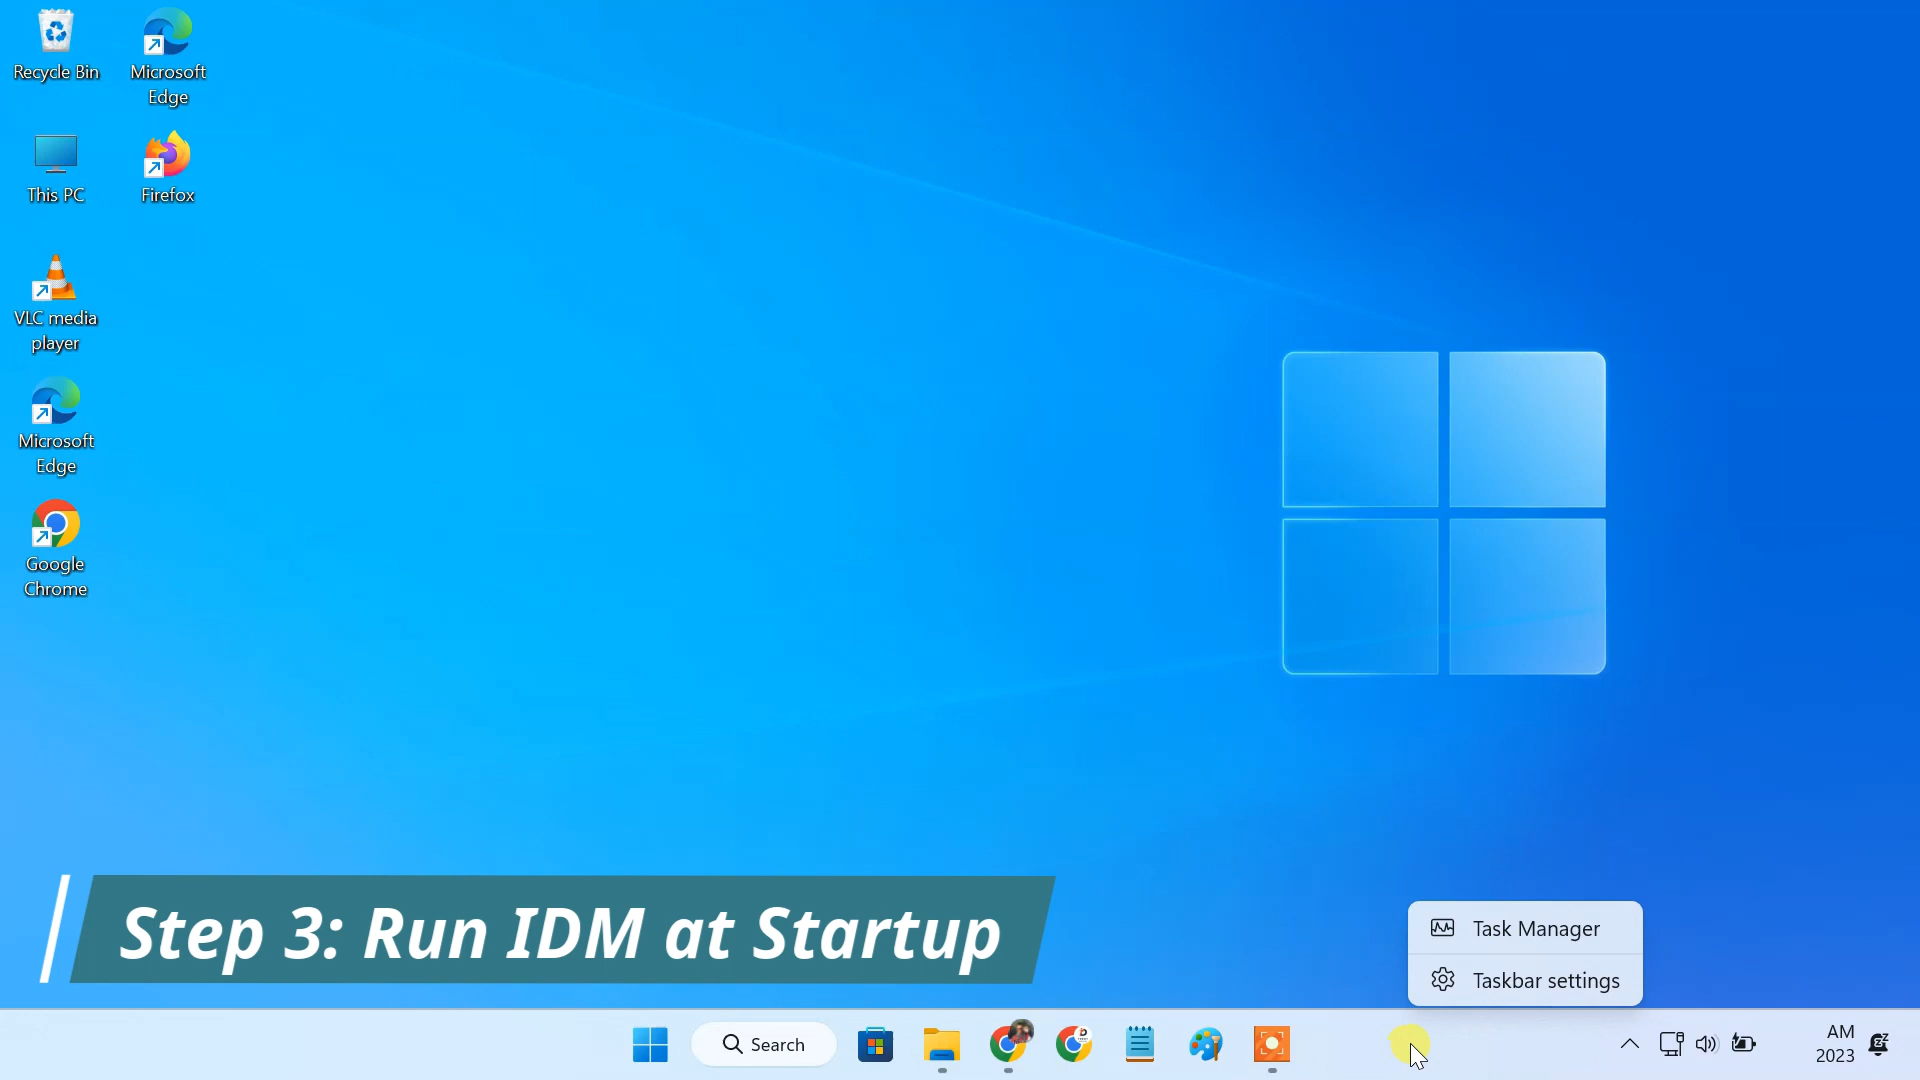 Recycle Bin
Microsoft
Edge
This PC
Firefox
VLC media
player
Microsoft
Edge
Google
Chrome
Step 3: Run IDM at Startup
Task Manager
Taskbar settings
Search
AM
2023